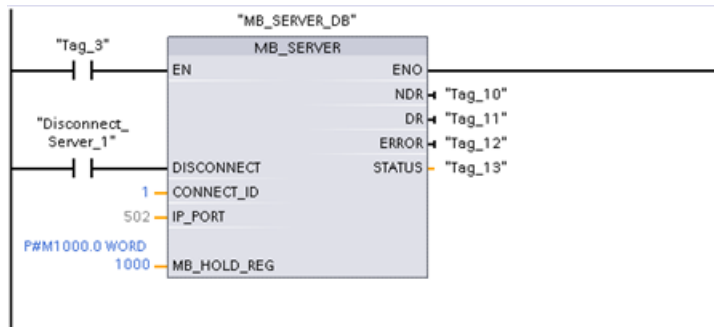 "MB_SERVER_DB"
"Tag_3"
MB_SERVER
EN
ENO
NDR
"Tag_10"
DR
"Tag_11"
"Disconnect_
Server_1"
ERROR
"Tag_12"
DISCONNECT
STATUS
"Tag_13"
1
CONNECT_ID
502
IP_PORT
P#M1000.0 WORD
1000
MB_HOLD_REG